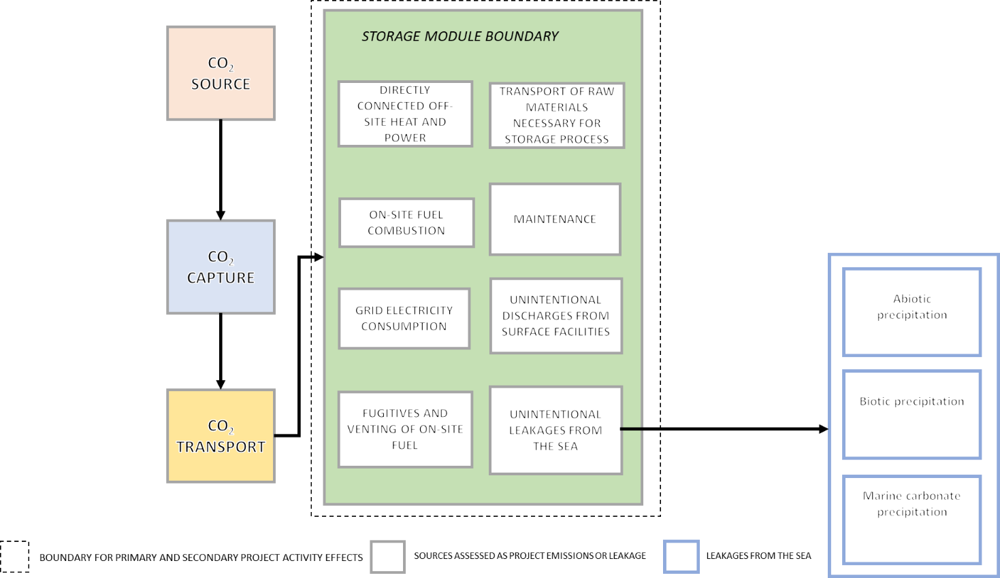 CO2
SOURCE
CO2
CAPTURE
CO2
TRANSPORT
STORAGE MODULE BOUNDARY
DIRECTLY
CONNECTED OFF-
SITE HEAT AND
POWER
TRANSPORT OF RAW
MATERIALS
NECESSARY FOR
STORAGE PROCESS
ON-SITE FUEL
COMBUSTION
MAINTENANCE
GRID ELECTRICITY
CONSUMPTION
UNINTENTIONAL
DISCHARGES FROM
SURFACE FACILITIES
FUGITIVES AND
VENTING OF ON-SITE
FUEL
UNINTENTIONAL
LEAKAGES FROM
THE SEA
Abiotic
precipitation
Biotic precipitation
Marine carbonate
precipitation
BOUNDARY FOR PRIMARY AND SECONDARY PROJECT ACTIVITY EFFECTS
SOURCES ASSESSED AS PROJECT EMISSIONS OR LEAKAGE
LEAKAGES FROM THE SEA